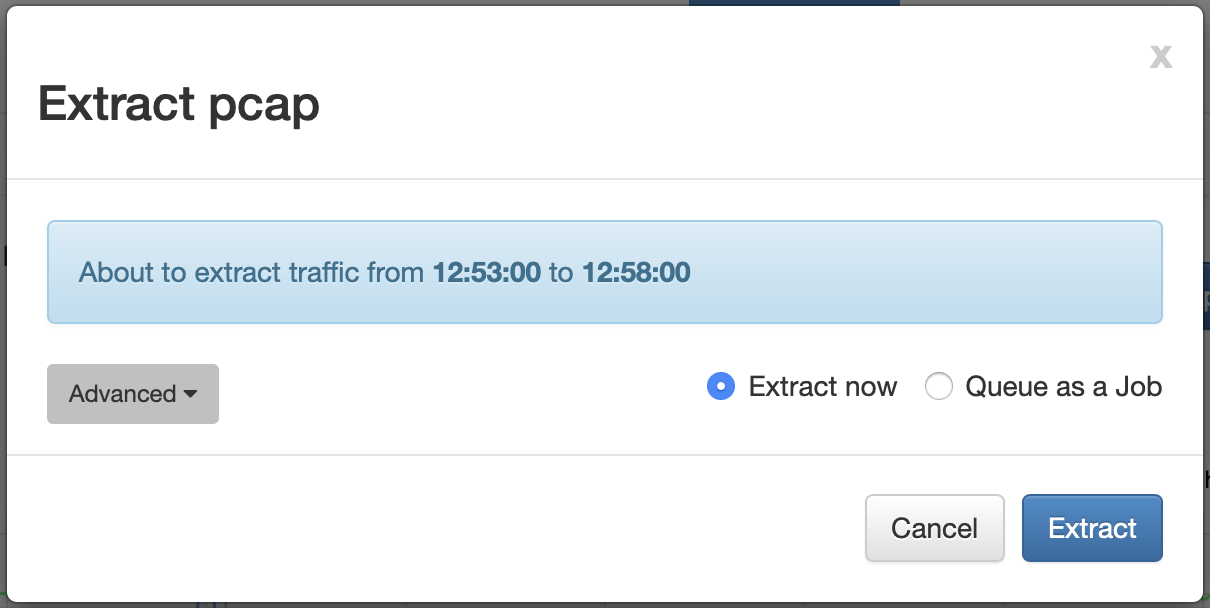 x
Extract pcap
About to extract traffic from 12:53:00 to 12:58:00
Advanced
Extract now
Queue as a Job
Cancel
Extract